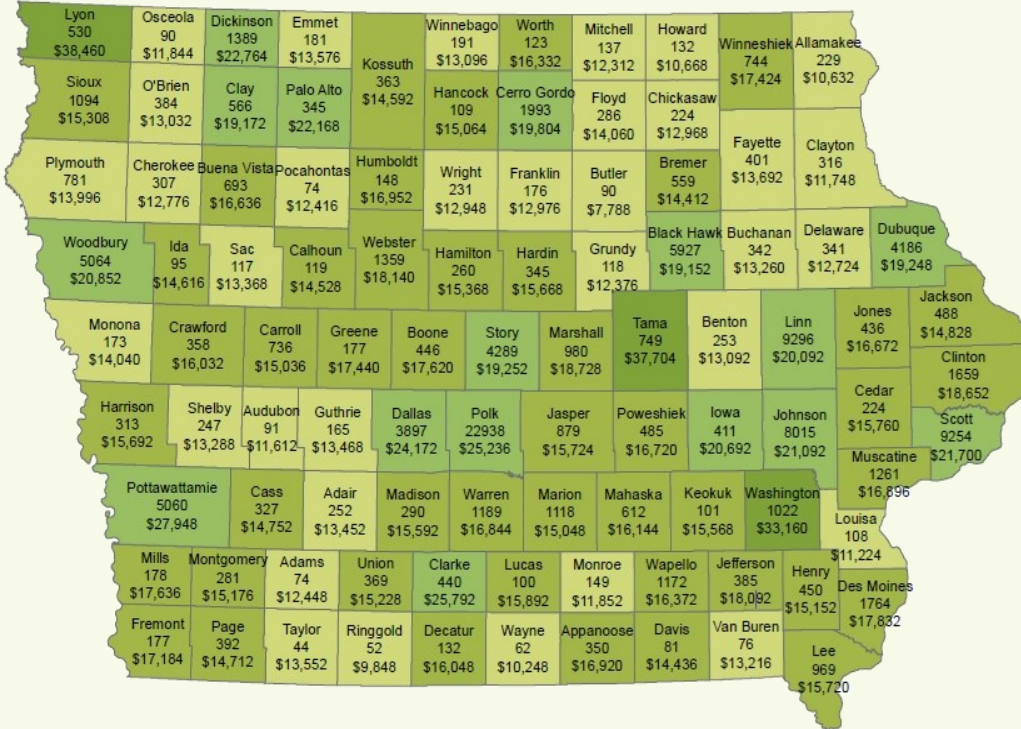 Lyon
530
$38,460
Osceola
90
$11,844
Dickinson
1389
$22,764
Emmet
181
$13,576
Kossuth
363
$14,592
Winnebago
191
$13,096
Worth
123
$16,332
Mitchell
137
$12,312
Howard
132
$10,668
Winneshiek
744
$17,424
Allamakee
229
$10,632
Sioux
1094
$15,308
O'Brien
384
$13,032
Clay
566
$19,172
Palo Alto
345
$22,168
Hancock
109
$15,064
Cerro Gordo
1993
$19,804
Floyd
286
$14,060
Chickasaw
224
$12,968
Fayette
401
$13,692
Clayton
316
$11,748
Plymouth
781
$13,996
Cherokee
307
$12,776
Buena Vista
693
$16,636
Pocahontas
74
$12,416
Humboldt
148
$16,952
Wright
231
$12,948
Franklin
176
$12,976
Butler
90
$7,788
Bremer
559
$14,412
Woodbury
5064
$20,852
Ida
95
$14,616
Sac
117
$13,368
Calhoun
119
$14,528
Webster
1359
$18,140
Hamilton
260
$15,368
Hardin
345
$15,668
Grundy
118
$12,376
Black Hawk
5927
$19,152
Buchanan
342
$13,260
Delaware
341
$12,724
Dubuque
4186
$19,248
Monona
173
$14,040
Crawford
358
$16,032
Carroll
736
$15,036
Greene
177
$17,440
Boone
446
$17,620
Story
4289
$19,252
Marshall
980
$18,728
Tama
749
$37,704
Benton
253
$13,092
Linn
9296
$20,092
Jones
436
$16,672
Jackson
488
$14,828
Clinton
1659
$18,652
Harrison
313
$15,692
Shelby
247
$13,288
Audubon
91
$11,612
Guthrie
165
$13,468
Dallas
3897
$24,172
Polk
22938
$25,236
Jasper
879
$15,724
Poweshiek
485
$16,720
Iowa
411
$20,692
Johnson
8015
$21,092
Cedar
224
$15,760
Scott
9254
$21,700
Muscatine
1261
$16,896
Pottawattamie
5060
$27,948
Cass
327
$14,752
Adair
252
$13,452
Madison
290
$15,592
Warren
1189
$16,844
Marion
1118
$15,048
Mahaska
612
$16,144
Keokuk
101
$15,568
Washington
1022
$33,160
Louisa
108
$11,224
Mills
178
$17,636
Montgomery
281
$15,176
Adams
74
$12,448
Union
369
$15,228
Clarke
440
$25,792
Lucas
100
$15,892
Monroe
149
$11,852
Wapello
1172
$16,372
Jefferson
385
$18,092
Henry
450
$15,152
Des Moines
1764
$17,832
Fremont
177
$17,184
Page
392
$14,712
Taylor
44
$13,552
Ringgold
52
$9,848
Decatur
132
$16,048
Wayne
62
$10,248
Appanoose
350
$16,920
Davis
81
$14,436
Van Buren
76
$13,216
Lee
969
$15,720